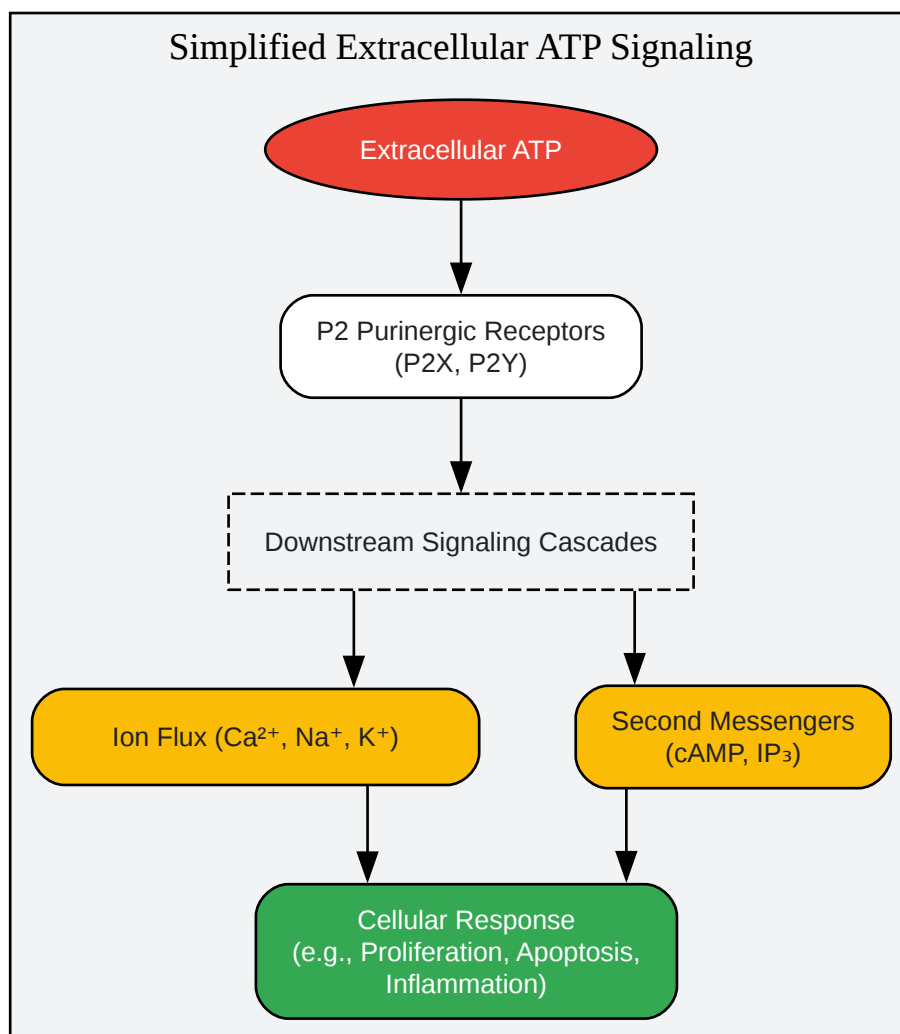 Simplified Extracellular ATP Signaling
Extracellular ATP
P2 Purinergic Receptors
(P2X, P2Y)
Downstream Signaling Cascades
Ion Flux (Ca²⁺, Na⁺, K⁺)
Second Messengers
(cAMP, IP₃)
Cellular Response
(e.g., Proliferation, Apoptosis,
Inflammation)